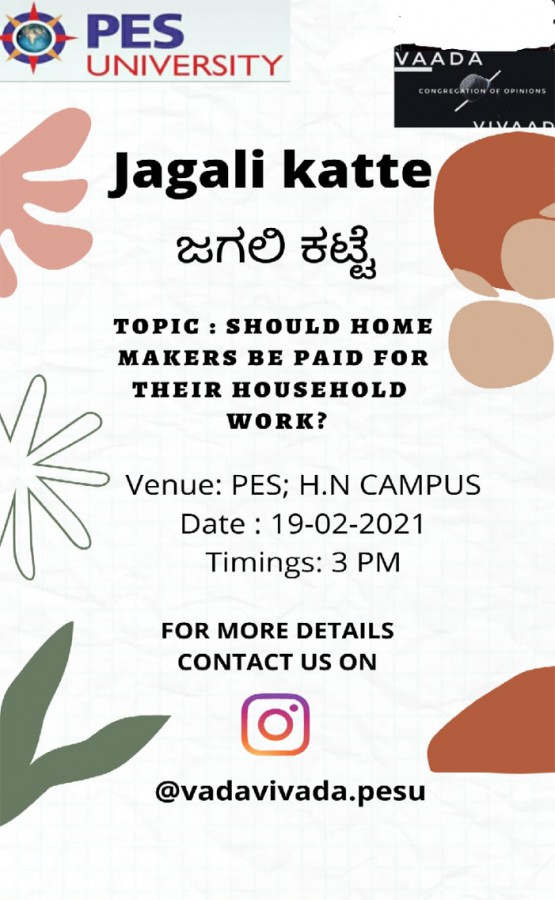 PES
UNIVERSITY
VAADA
CONGREGATION OF OPINIONS
VIVAAD
Jagali katte
ಜಗಲಿ ಕಟ್ಟೆ
TOPIC : SHOULD HOME
MAKERS BE PAID FOR
THEIR HOUSEHOLD
WORK?
Venue: PES; H.N CAMPUS
Date : 19-02-2021
Timings: 3 PM
FOR MORE DETAILS
CONTACT US ON
@vadavivada.pesu